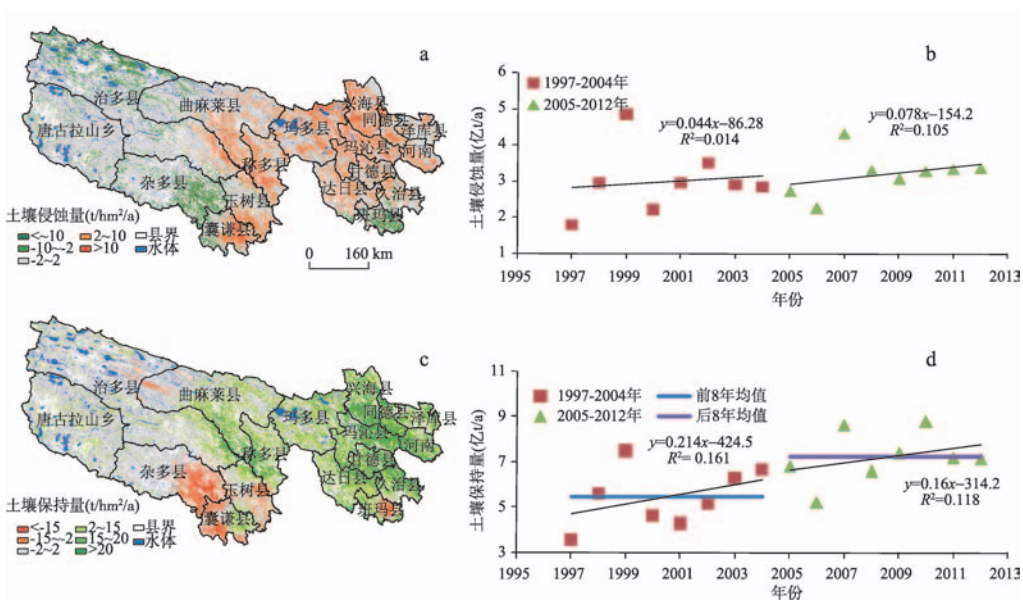 a
治多县
曲麻莱县
唐古拉山乡
杂多县
称多县
玉树县
囊谦县
玛多县
兴海县
同德县
泽库县
河南
玛沁县
甘德县
达日县
久治县
班玛县
土壤侵蚀量(t/hm²/a)
<-10 2~10 县界
-10~-2 >10 水体
-2~2
0 160 km
b
土壤侵蚀量(亿t/a)
6
5
4
3
2
1
1997-2004年
2005-2012年
y=0.044x–86.28
R²=0.014
y=0.078x–154.2
R²=0.105
1995 1997 1999 2001 2003 2005 2007 2009 2011 2013
年份
c
治多县
曲麻莱县
唐古拉山乡
杂多县
称多县
玉树县
囊谦县
玛多县
兴海县
同德县
泽库县
河南
玛沁县
甘德县
达日县
久治县
班玛县
土壤保持量(t/hm²/a)
<-15 2~15 县界
-15~-2 15~20 水体
-2~2 >20
d
土壤保持量(亿t/a)
11
9
7
5
3
1997-2004年 前8年均值
2005-2012年 后8年均值
y=0.214x–424.5
R²= 0.161
y=0.16x–314.2
R²=0.118
1995 1997 1999 2001 2003 2005 2007 2009 2011 2013
年份